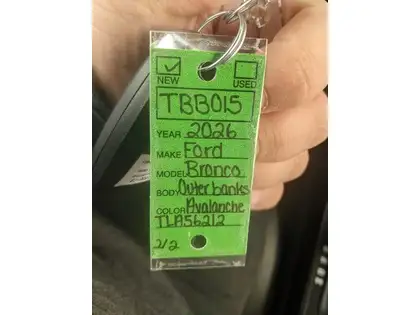 NEW USED
TBB015
YEAR 2026
MAKE Ford
MODEL Bronco
BODY Outerbanks
COLOR Avalanche
TLA56212
2/2